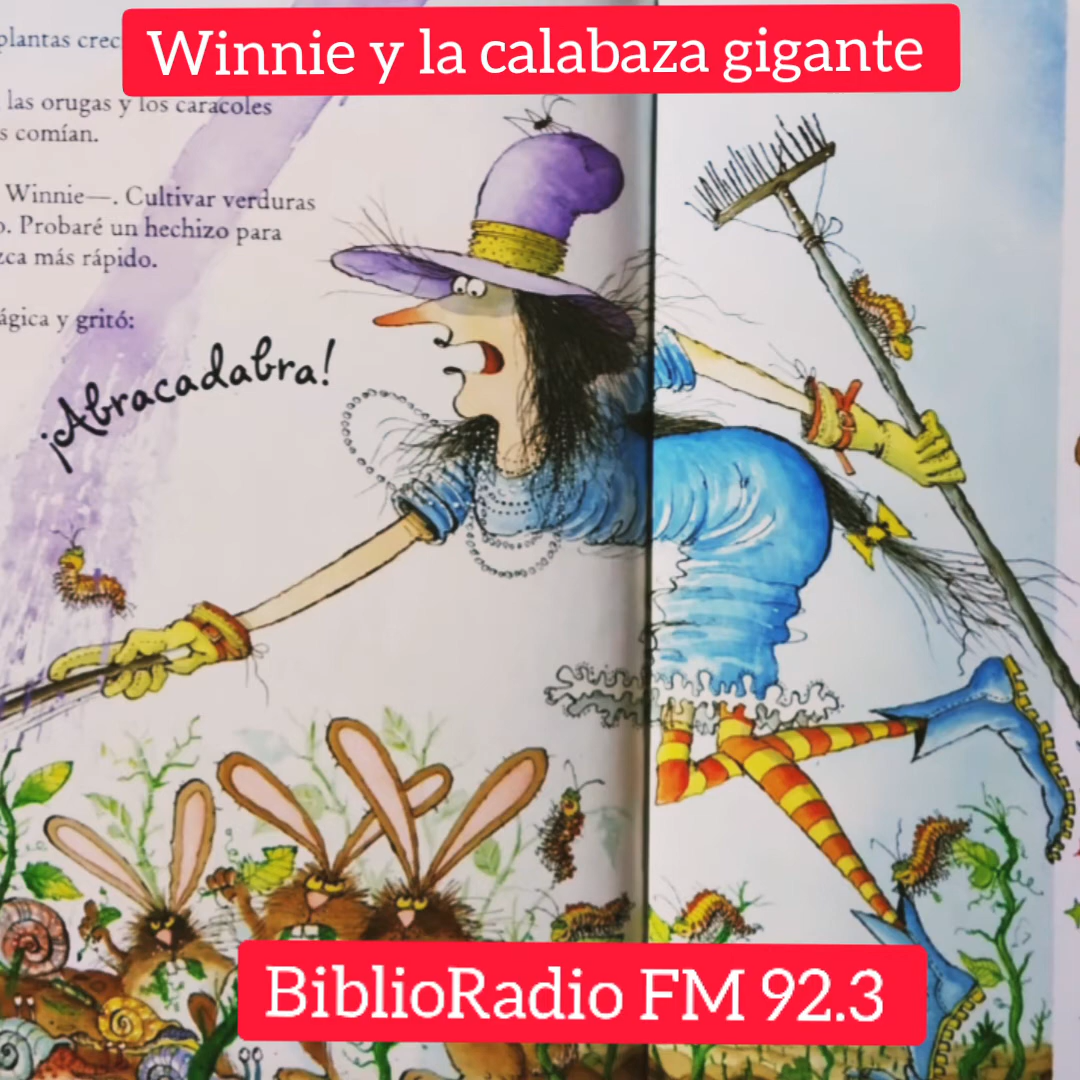 Winnie y la calabaza gigante
plantas crec
las orugas y los caracoles
s comían.
Winnie—. Cultivar verduras
o. Probaré un hechizo para
zca más rápido.
ágica y gritó:
¡Abracadabra!
BiblioRadio FM 92.3